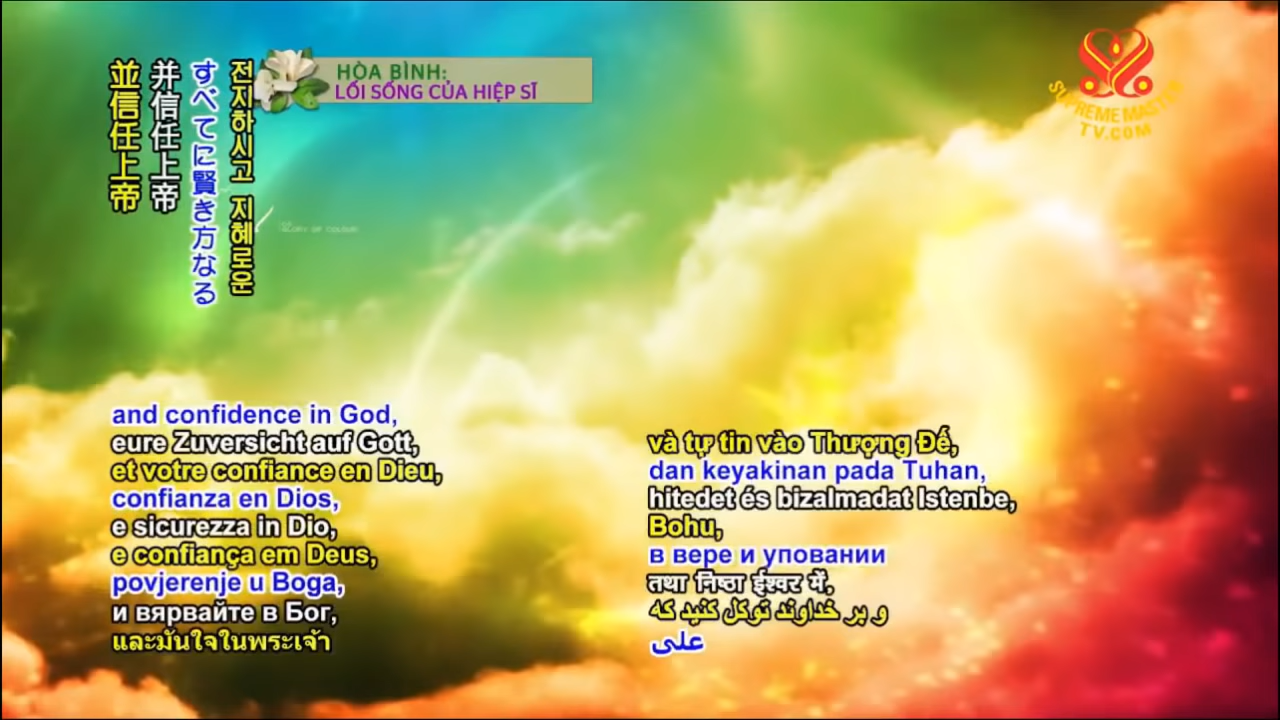 HÒA BÌNH:
LỐI SỐNG CỦA HIỆP SĨ
SUPREME MASTER
TV.COM
並信任上帝
并信任上帝
すべてに賢き方なる
전지하시고 지혜로운
GLORY OF COLOUR
and confidence in God,
eure Zuversicht auf Gott,
et votre confiance en Dieu,
confianza en Dios,
e sicurezza in Dio,
e confiança em Deus,
povjerenje u Boga,
и вярвайте в Бог,
และมั่นใจในพระเจ้า
và tự tin vào Thượng Đế,
dan keyakinan pada Tuhan,
hitedet és bizalmadat Istenbe,
Bohu,
в вере и уповании
तथा निष्ठा ईश्वर में,
و بر خداوند توکل کنید که
على